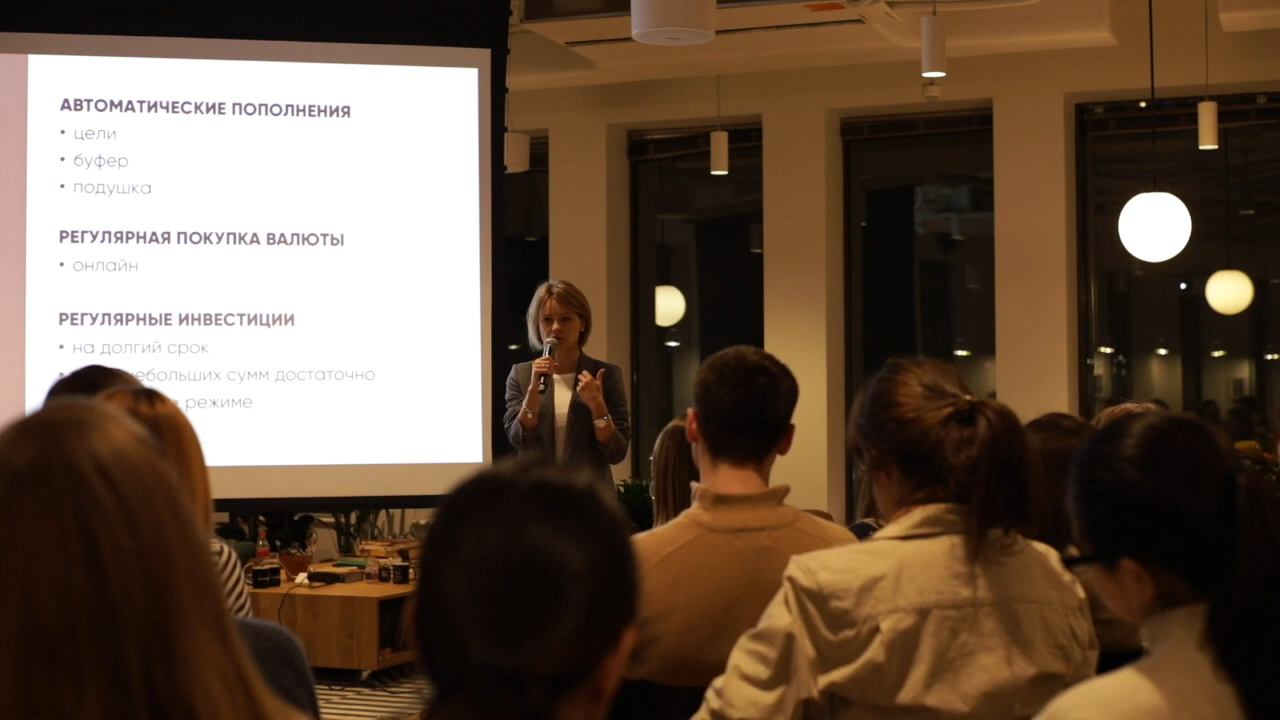 АВТОМАТИЧЕСКИЕ ПОПОЛНЕНИЯ
• цели
• буфер
• подушка
РЕГУЛЯРНАЯ ПОКУПКА ВАЛЮТЫ
• онлайн
РЕГУЛЯРНЫЕ ИНВЕСТИЦИИ
• на долгий срок
небольших сумм достаточно
режиме